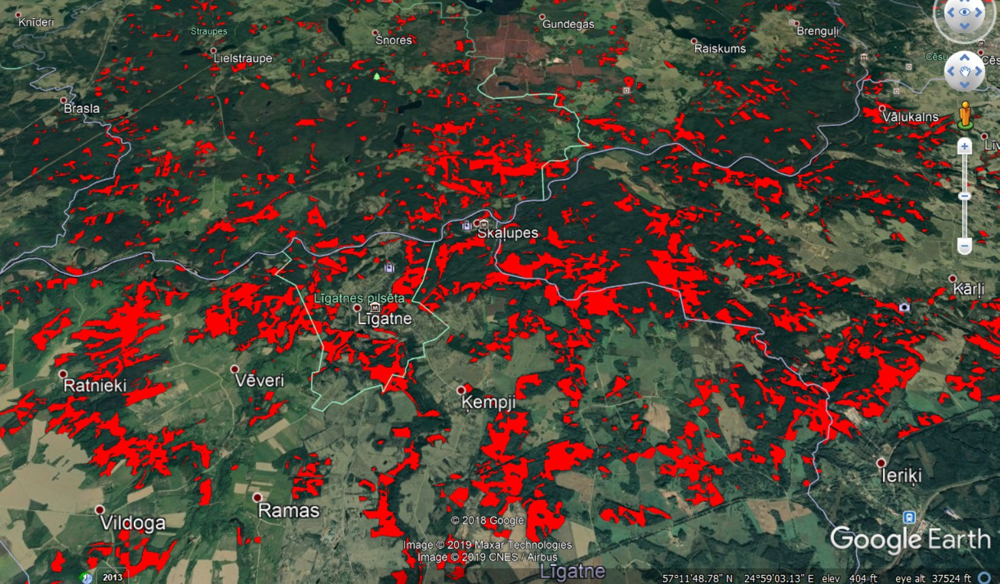 Knīderi
Straupes
Gundegas
Brenguļi
Šņores
Lielstraupe
Raiskums
Cēsu
Cēs
Brasla
Vāļukalns
Līv
Skaļupes
Līgatnes pilsēta
Līgatne
Kārļi
Ratnieki
Vēveri
Ķempji
Ieriķi
Ramas
Vildoga
© 2018 Google
Google Earth
Image © 2019 Maxar Technologies
Image © 2019 CNES / Airbus
Līgatne
2013
57°11'48.78" N 24°59'03.13" E elev 404 ft eye alt 37524 ft